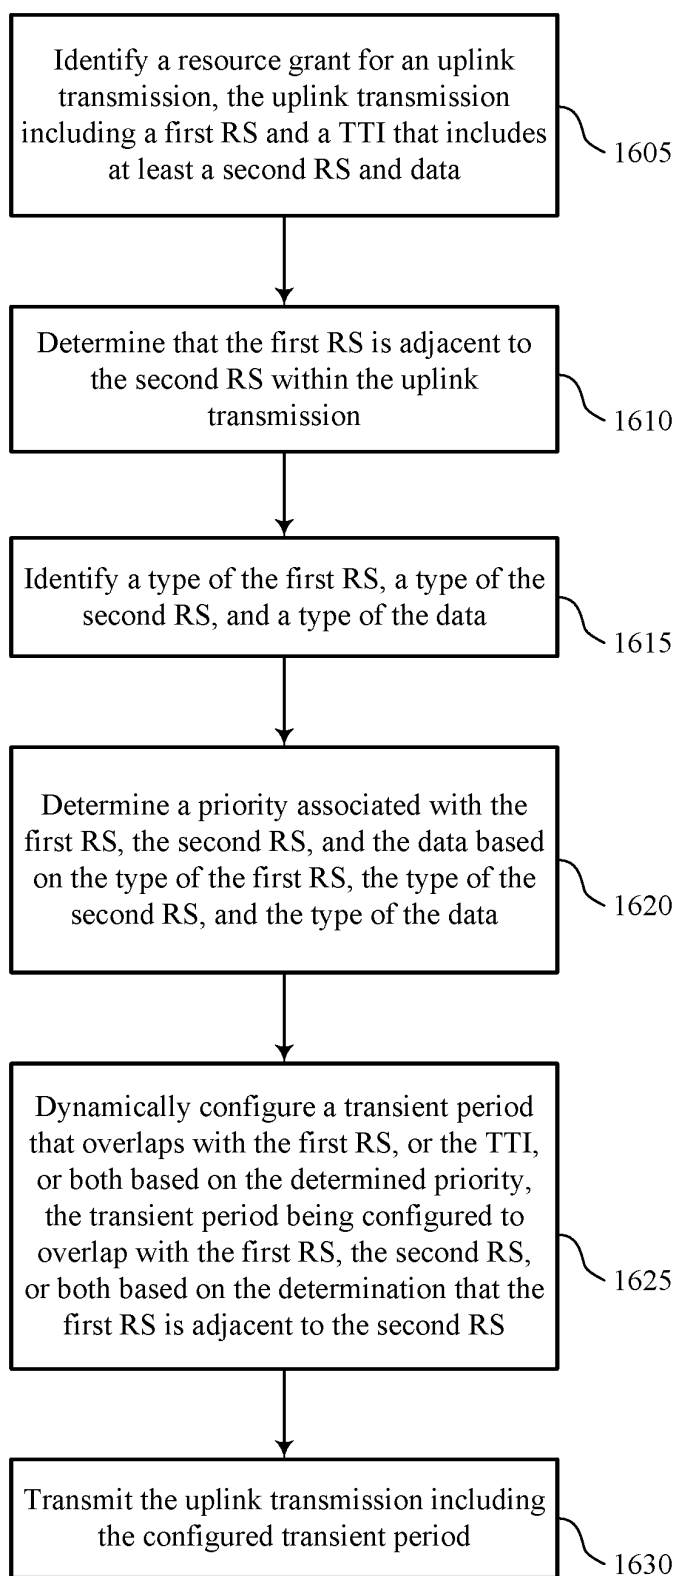 Identify a resource grant for an uplink
transmission, the uplink transmission
including a first RS and a TTI that includes
at least a second RS and data
1605
Determine that the first RS is adjacent to
the second RS within the uplink
transmission
1610
Identify a type of the first RS, a type of the
second RS, and a type of the data
1615
Determine a priority associated with the
first RS, the second RS, and the data based
on the type of the first RS, the type of the
second RS, and the type of the data
1620
Dynamically configure a transient period
that overlaps with the first RS, or the TTI,
or both based on the determined priority,
the transient period being configured to
overlap with the first RS, the second RS,
or both based on the determination that the
first RS is adjacent to the second RS
1625
Transmit the uplink transmission including
the configured transient period
1630